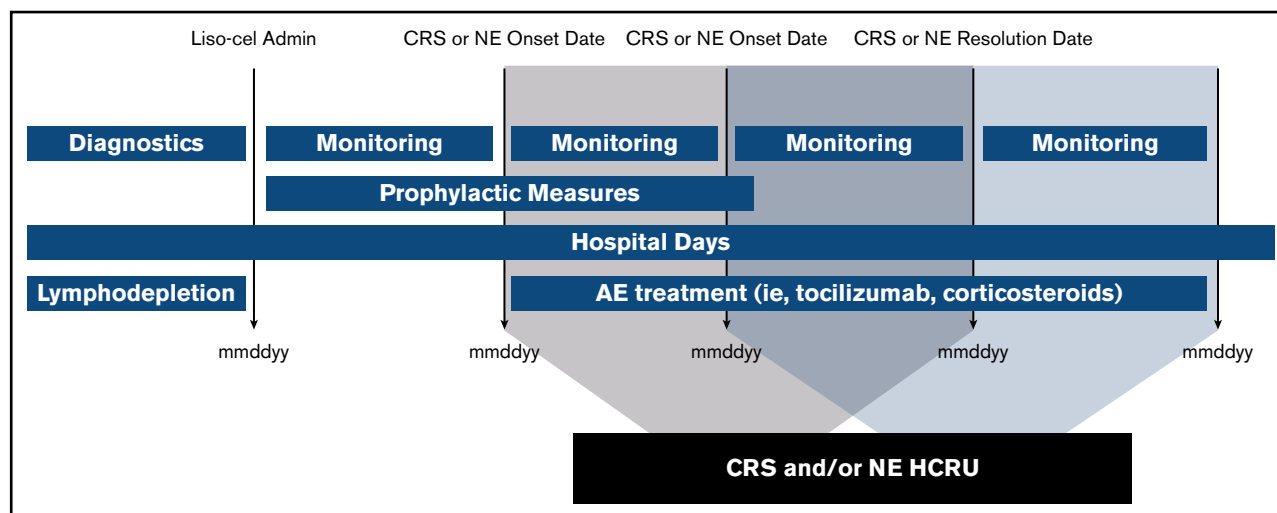 Liso-cel Admin
CRS or NE Onset Date
CRS or NE Onset Date
CRS or NE Resolution Date
Diagnostics
Monitoring
Monitoring
Monitoring
Monitoring
Prophylactic Measures
Hospital Days
Lymphodepletion
AE treatment (ie, tocilizumab, corticosteroids)
mmddyy
mmddyy
mmddyy
mmddyy
mmddyy
CRS and/or NE HCRU